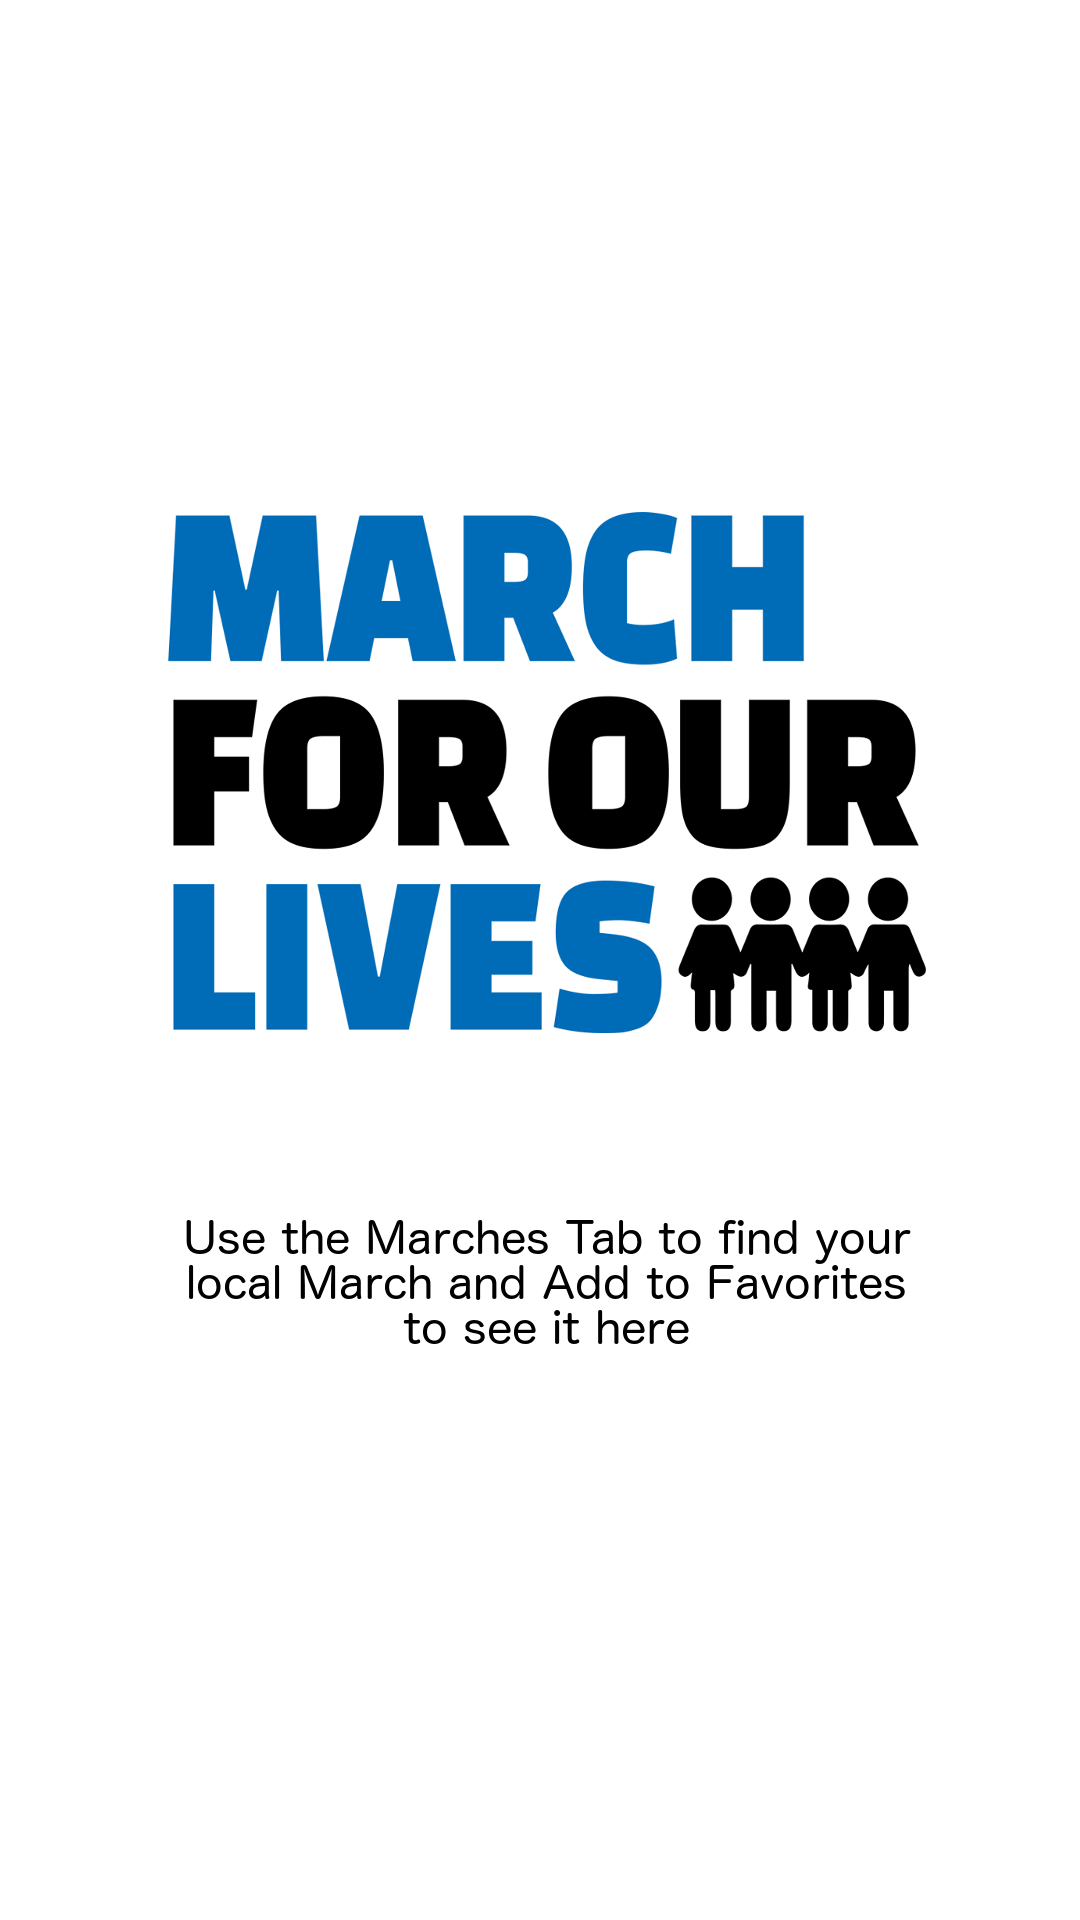 MARCH
FOR OUR
LIVES
Use the Marches Tab to find your
local March and Add to Favorites
to see it here